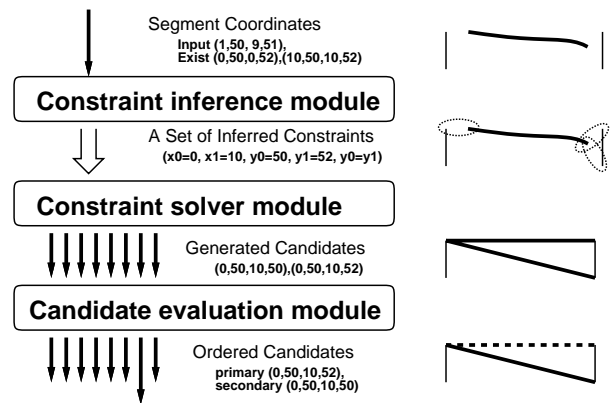 Segment Coordinates
Input (1,50, 9,51),
Exist (0,50,0,52),(10,50,10,52)
Constraint inference module
A Set of Inferred Constraints
(x0=0, x1=10, y0=50, y1=52, y0=y1)
Constraint solver module
Generated Candidates
(0,50,10,50),(0,50,10,52)
Candidate evaluation module
Ordered Candidates
primary (0,50,10,52),
secondary (0,50,10,50)